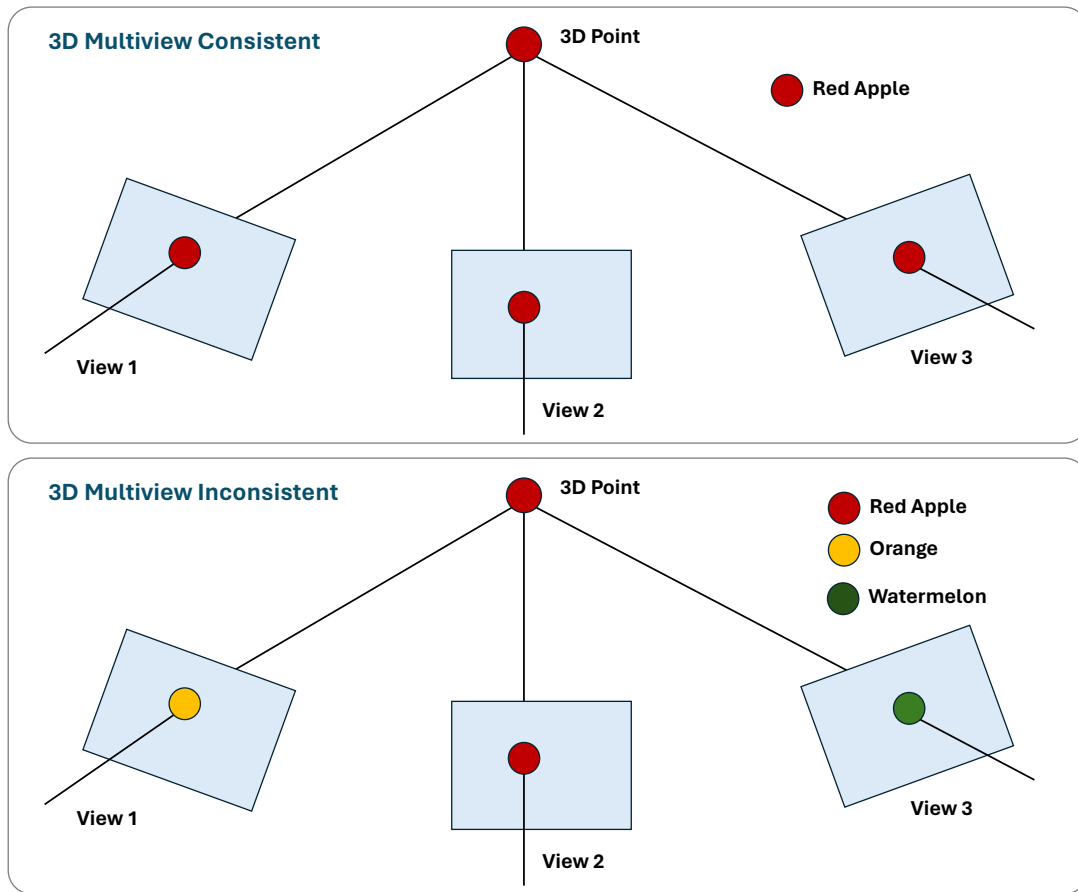 3D Multiview Consistent
3D Point
Red Apple
View 1
View 2
View 3
3D Multiview Inconsistent
3D Point
Red Apple
Orange
Watermelon
View 1
View 2
View 3